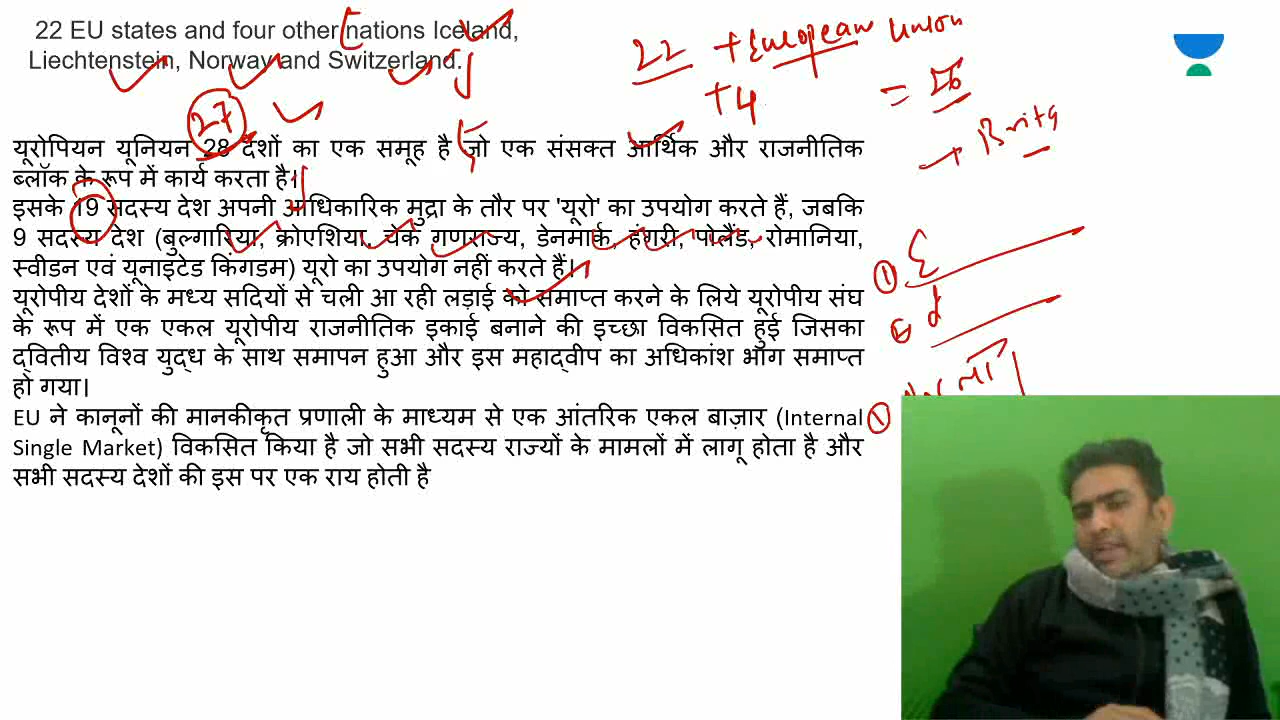 22 EU states and four other nations Iceland,
Liechtenstein, Norway and Switzerland.
22 + European Union
+4 = 26
→ Brita
27
यूरोपियन यूनियन 28 देशों का एक समूह है जो एक संसक्त आर्थिक और राजनीतिक
ब्लॉक के रूप में कार्य करता है।
इसके 19 सदस्य देश अपनी आधिकारिक मुद्रा के तौर पर 'यूरो' का उपयोग करते हैं, जबकि
9 सदस्य देश (बुल्गारिया, क्रोएशिया, चेक गणराज्य, डेनमार्क, हंगरी, पोलैंड, रोमानिया,
स्वीडन एवं यूनाइटेड किंगडम) यूरो का उपयोग नहीं करते हैं।
यूरोपीय देशों के मध्य सदियों से चली आ रही लड़ाई को समाप्त करने के लिये यूरोपीय संघ
के रूप में एक एकल यूरोपीय राजनीतिक इकाई बनाने की इच्छा विकसित हुई जिसका
द्वितीय विश्व युद्ध के साथ समापन हुआ और इस महाद्वीप का अधिकांश भाग समाप्त
हो गया।
EU ने कानूनों की मानकीकृत प्रणाली के माध्यम से एक आंतरिक एकल बाज़ार (Internal
Single Market) विकसित किया है जो सभी सदस्य राज्यों के मामलों में लागू होता है और
सभी सदस्य देशों की इस पर एक राय होती है